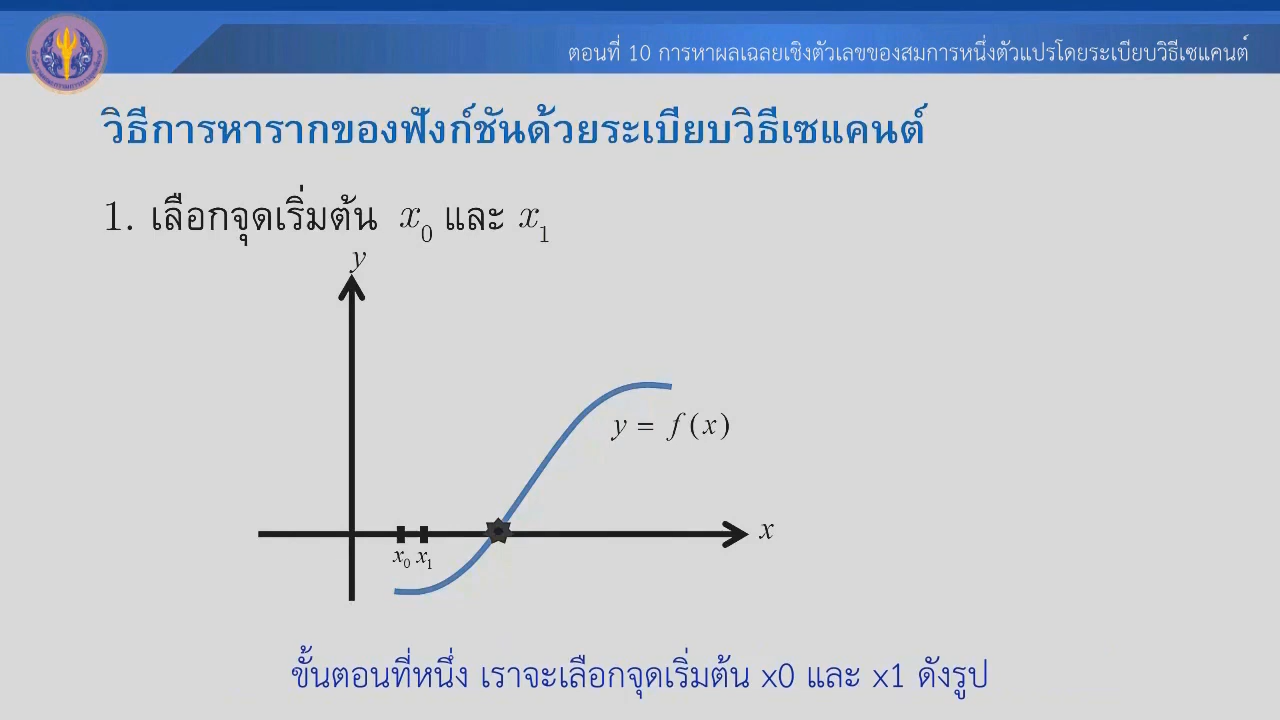 ตอนที่ 10 การหาผลเฉลยเชิงตัวเลขของสมการหนึ่งตัวแปรโดยระเบียบวิธีเซแคนต์
วิธีการหารากของฟังก์ชันด้วยระเบียบวิธีเซแคนต์
1. เลือกจุดเริ่มต้น x₀ และ x₁
y
y = f(x)
x
x₀ x₁
ขั้นตอนที่หนึ่ง เราจะเลือกจุดเริ่มต้น x0 และ x1 ดังรูป